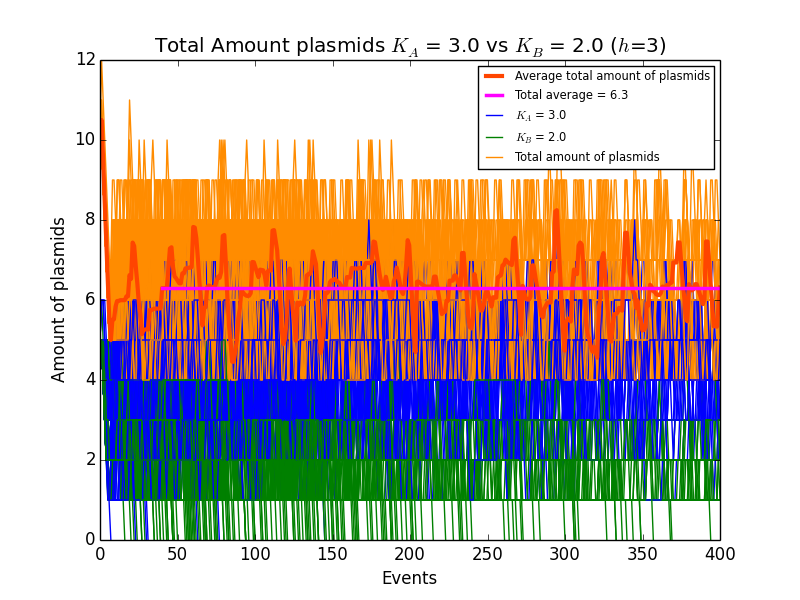 Total Amount plasmids K_A = 3.0 vs K_B = 2.0 (h=3)
12
10
8
6
4
2
0
Amount of plasmids
Average total amount of plasmids
Total average = 6.3
K_A = 3.0
K_B = 2.0
Total amount of plasmids
0 50 100 150 200 250 300 350 400
Events